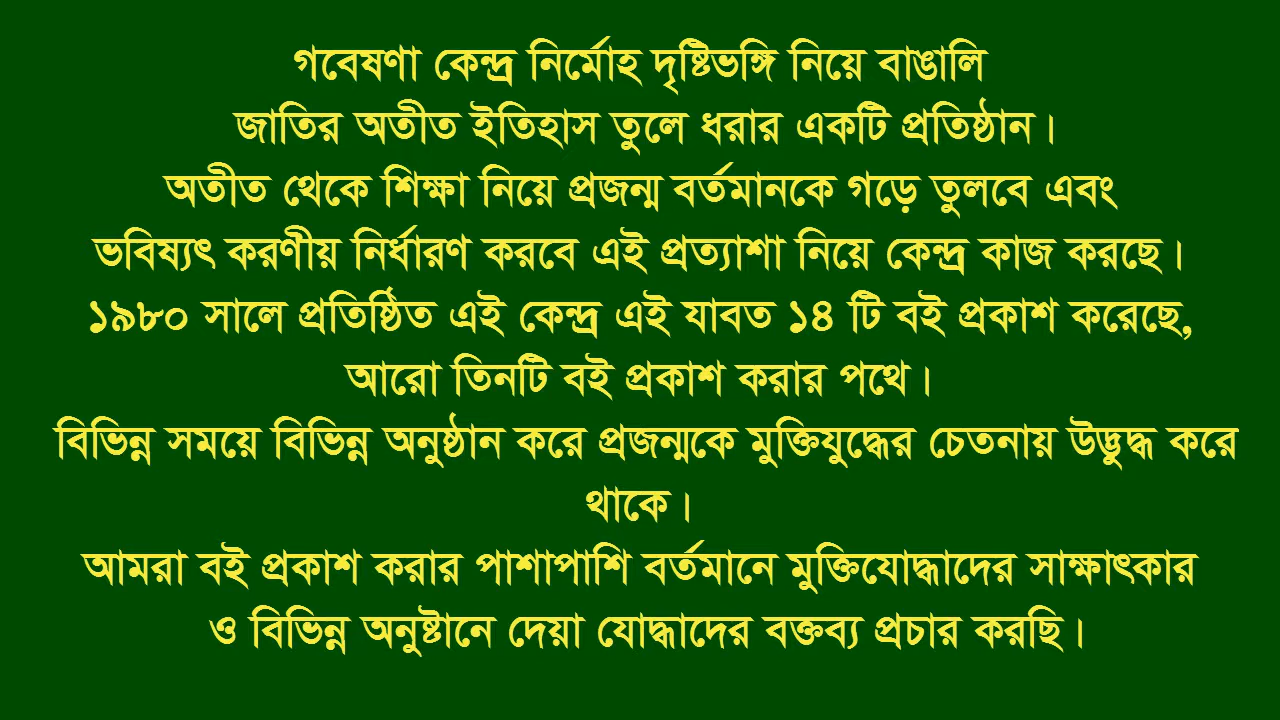 গবেষণা কেন্দ্র নির্মোহ দৃষ্টিভঙ্গি নিয়ে বাঙালি
জাতির অতীত ইতিহাস তুলে ধরার একটি প্রতিষ্ঠান।
অতীত থেকে শিক্ষা নিয়ে প্রজন্ম বর্তমানকে গড়ে তুলবে এবং
ভবিষ্যৎ করণীয় নির্ধারণ করবে এই প্রত্যাশা নিয়ে কেন্দ্র কাজ করছে।
১৯৮০ সালে প্রতিষ্ঠিত এই কেন্দ্র এই যাবত ১৪ টি বই প্রকাশ করেছে,
আরো তিনটি বই প্রকাশ করার পথে।
বিভিন্ন সময়ে বিভিন্ন অনুষ্ঠান করে প্রজন্মকে মুক্তিযুদ্ধের চেতনায় উদ্ভুদ্ধ করে
থাকে।
আমরা বই প্রকাশ করার পাশাপাশি বর্তমানে মুক্তিযোদ্ধাদের সাক্ষাৎকার
ও বিভিন্ন অনুষ্টানে দেয়া যোদ্ধাদের বক্তব্য প্রচার করছি।